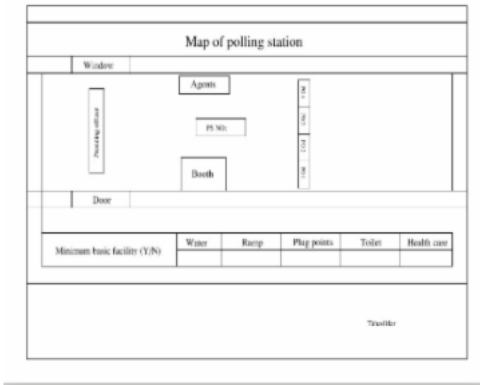 Map of polling station
Window
Agents
Presiding officer
PS NO:
Booth
Door
Minimum basic facility (Y/N)
Water
Ramp
Plug points
Toilet
Health care
Tahsildar